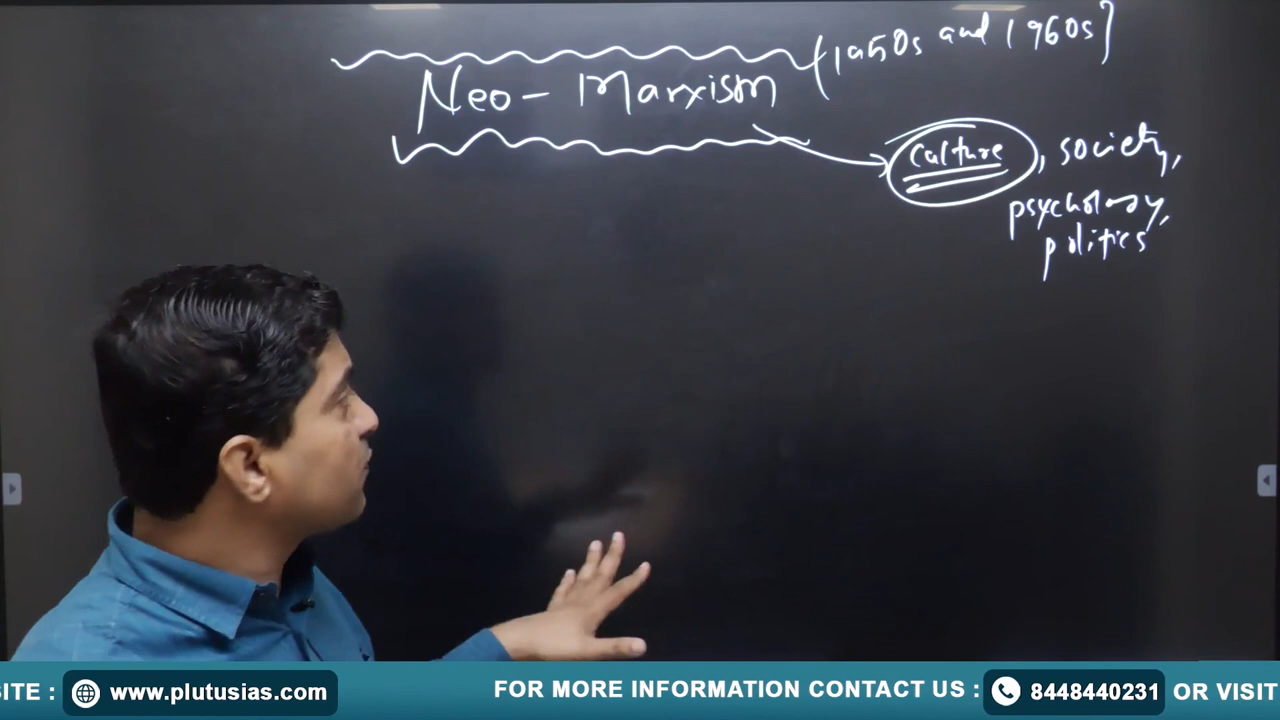 (1950s and 1960s]
Neo-Marxism
culture, society,
psychology,
politics
SITE : www.plutusias.com FOR MORE INFORMATION CONTACT US : 8448440231 OR VISIT